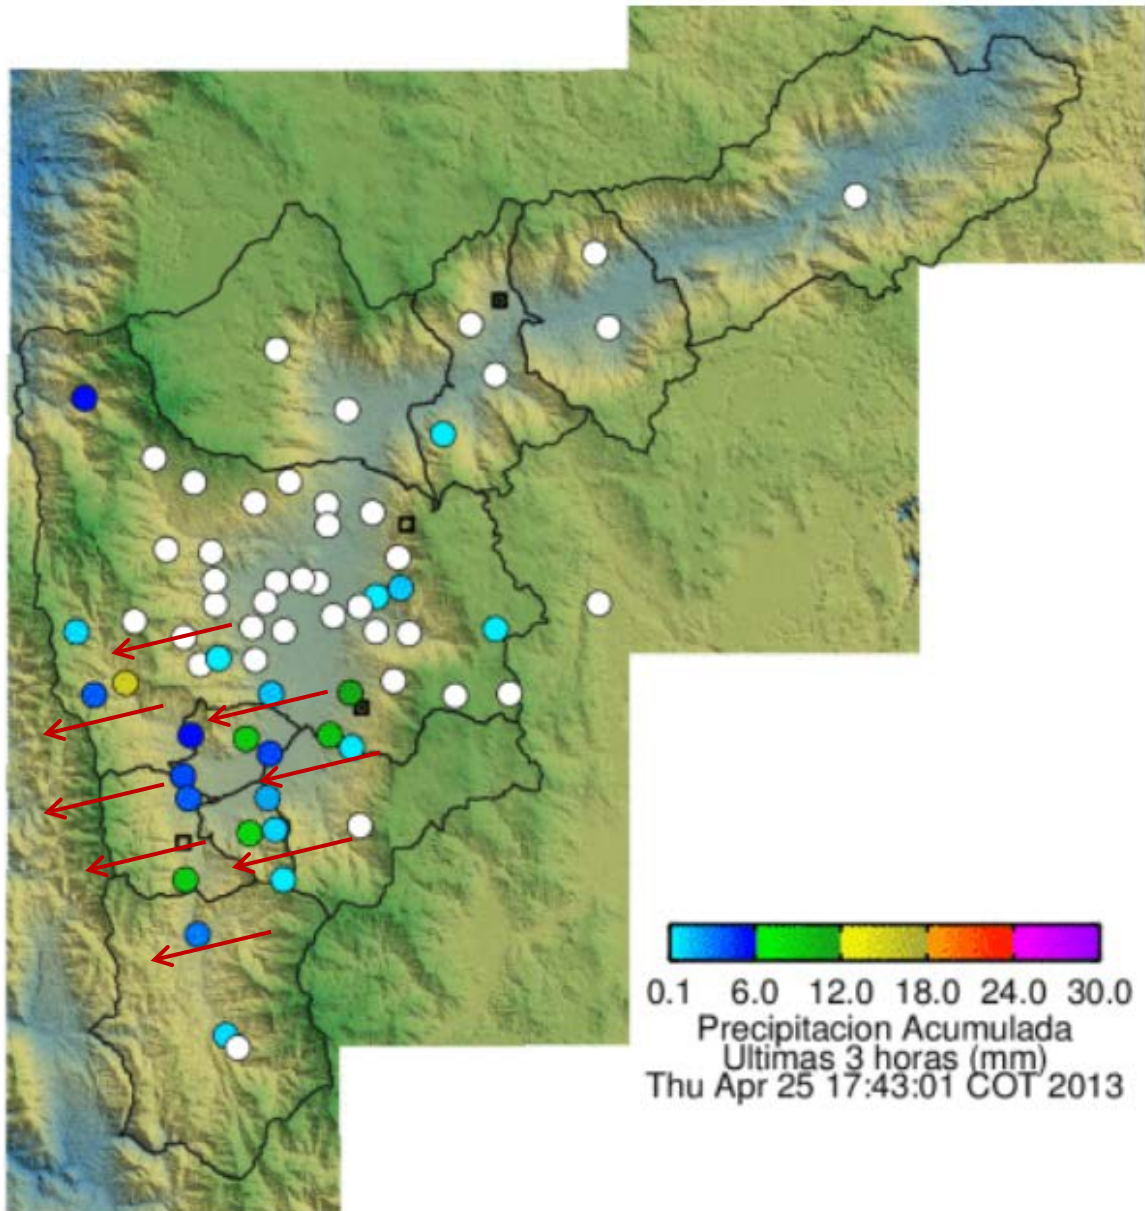 0.1 6.0 12.0 18.0 24.0 30.0
Precipitacion Acumulada
Ultimas 3 horas (mm)
Thu Apr 25 17:43:01 COT 2013